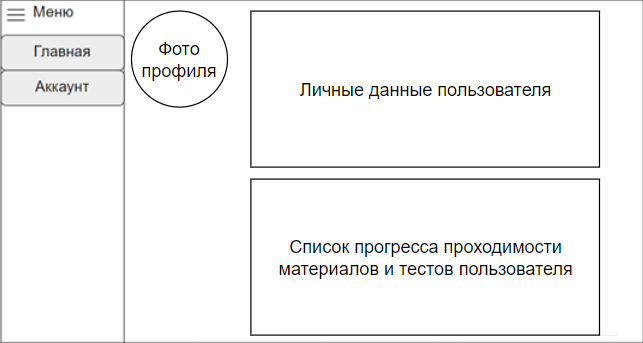 Меню
Главная
Аккаунт
Фото
профиля
Личные данные пользователя
Список прогресса проходимости
материалов и тестов пользователя